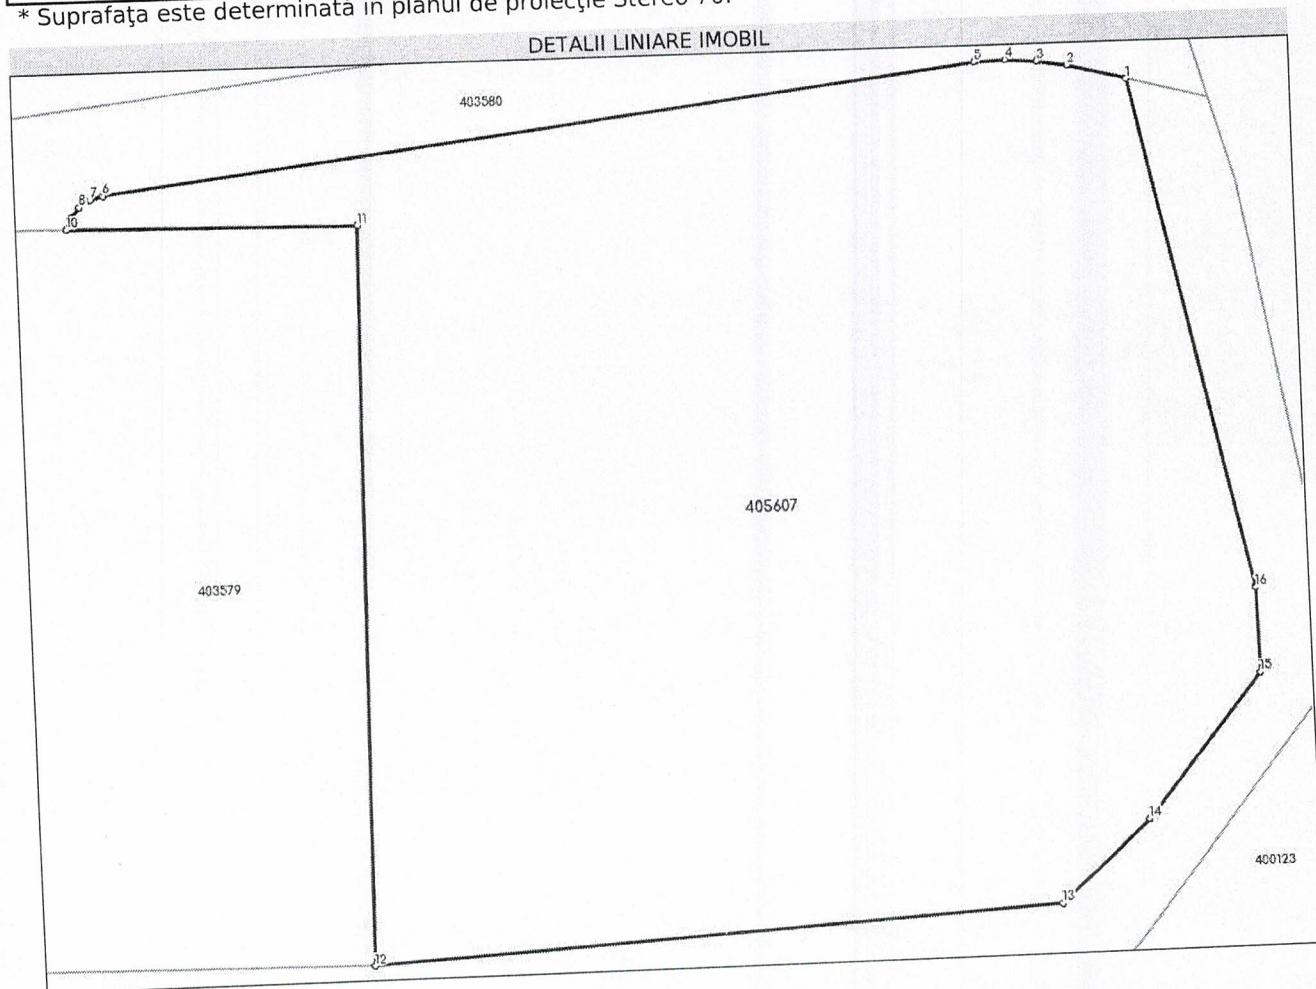 * Suprafaţa este determinată in planul de proiecţie Stereo 70.
DETALII LINIARE IMOBIL
5 4 3 2 1
403580
8 7 6
10 11
405607
403579
16
15
14
400123
13
12